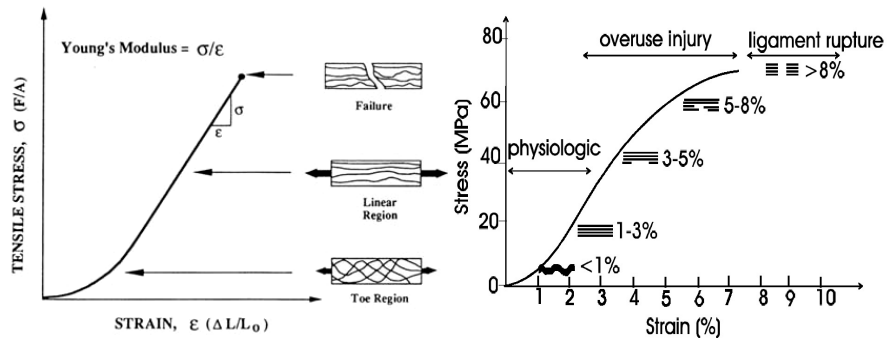 Young's Modulus = σ/ε
TENSILE STRESS, σ (F/A)
σ
ε
Failure
Linear
Region
Toe Region
STRAIN, ε (ΔL/L₀)
overuse injury
ligament rupture
physiologic
>8%
5-8%
3-5%
1-3%
<1%
Stress (MPa)
80
60
40
20
0
1 2 3 4 5 6 7 8 9 10
Strain (%)